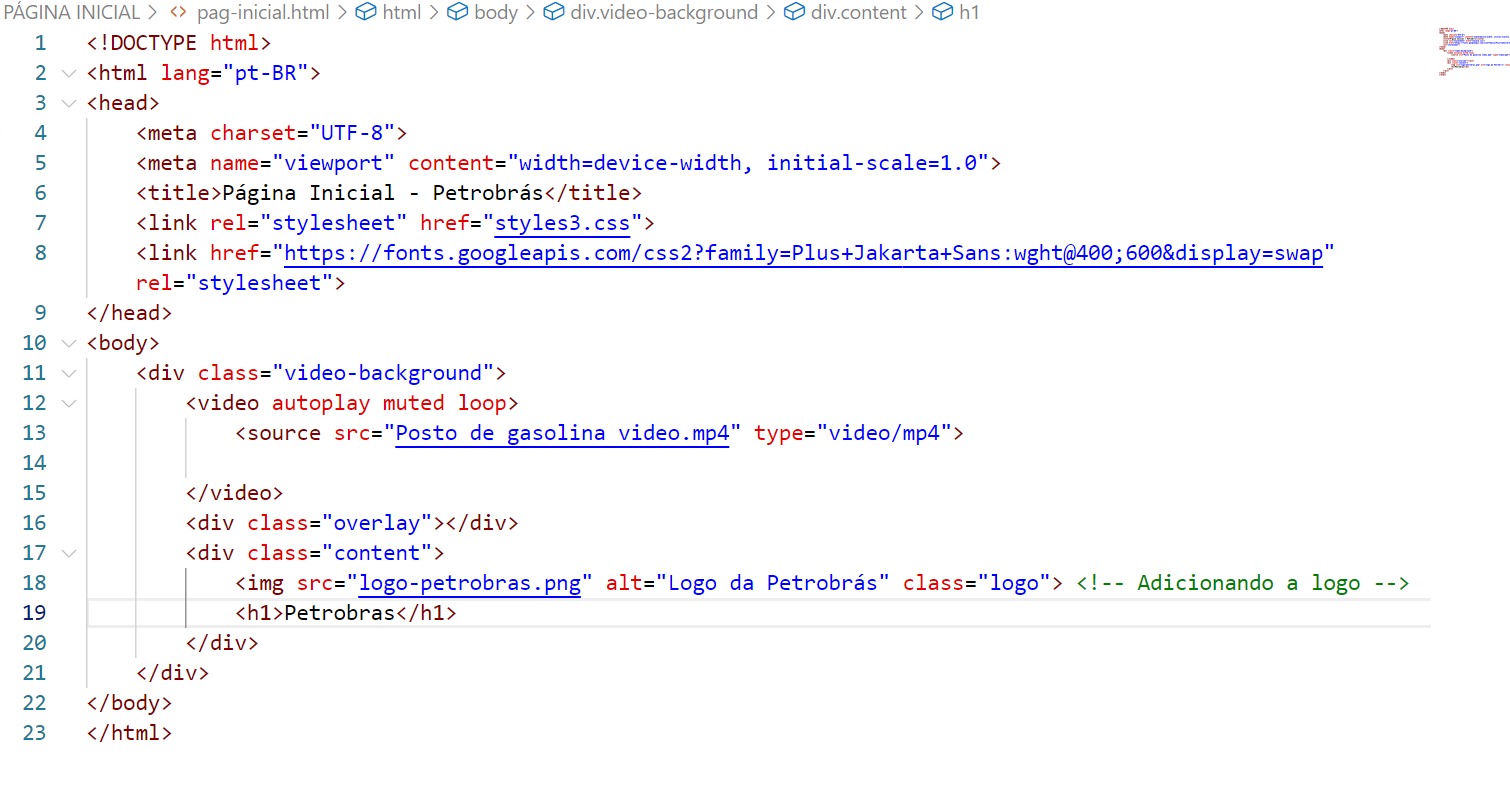 PÁGINA INICIAL > <> pag-inicial.html > html > body > div.video-background > div.content > h1
1 <!DOCTYPE html>
2 <html lang="pt-BR">
3 <head>
4     <meta charset="UTF-8">
5     <meta name="viewport" content="width=device-width, initial-scale=1.0">
6     <title>Página Inicial - Petrobrás</title>
7     <link rel="stylesheet" href="styles3.css">
8     <link href="https://fonts.googleapis.com/css2?family=Plus+Jakarta+Sans:wght@400;600&display=swap"
    rel="stylesheet">
9 </head>
10 <body>
11     <div class="video-background">
12         <video autoplay muted loop>
13             <source src="Posto de gasolina video.mp4" type="video/mp4">
14
15         </video>
16         <div class="overlay"></div>
17         <div class="content">
18             <img src="logo-petrobras.png" alt="Logo da Petrobrás" class="logo"> <!-- Adicionando a logo -->
19             <h1>Petrobras</h1>
20         </div>
21     </div>
22 </body>
23 </html>